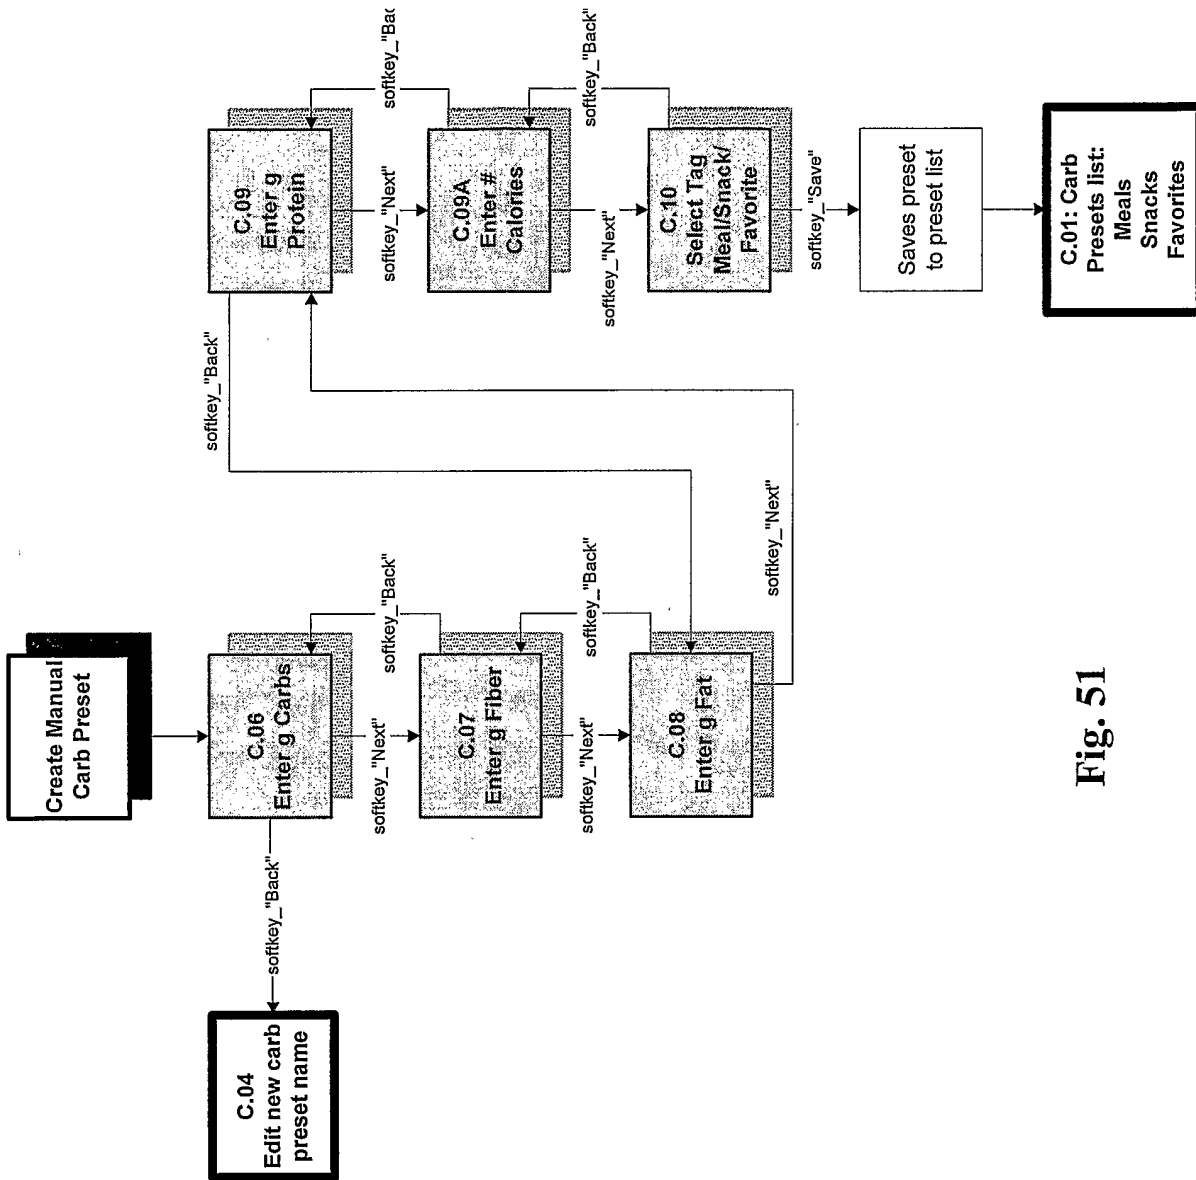 Create Manual
Carb Preset
C.04
Edit new carb
preset name
softkey_"Back"
C.06
Enter g Carbs
softkey_"Next"
softkey_"Back"
C.07
Enter g Fiber
softkey_"Next"
softkey_"Back"
C.08
Enter g Fat
softkey_"Next"
softkey_"Back"
C.09
Enter g
Protein
softkey_"Next"
softkey_"Bac
C.09A
Enter #
Calories
softkey_"Next"
softkey_"Back"
C.10
Select Tag
Meal/Snack/
Favorite
softkey_"Save"
Saves preset
to preset list
C.01: Carb
Presets list:
Meals
Snacks
Favorites
Fig. 51